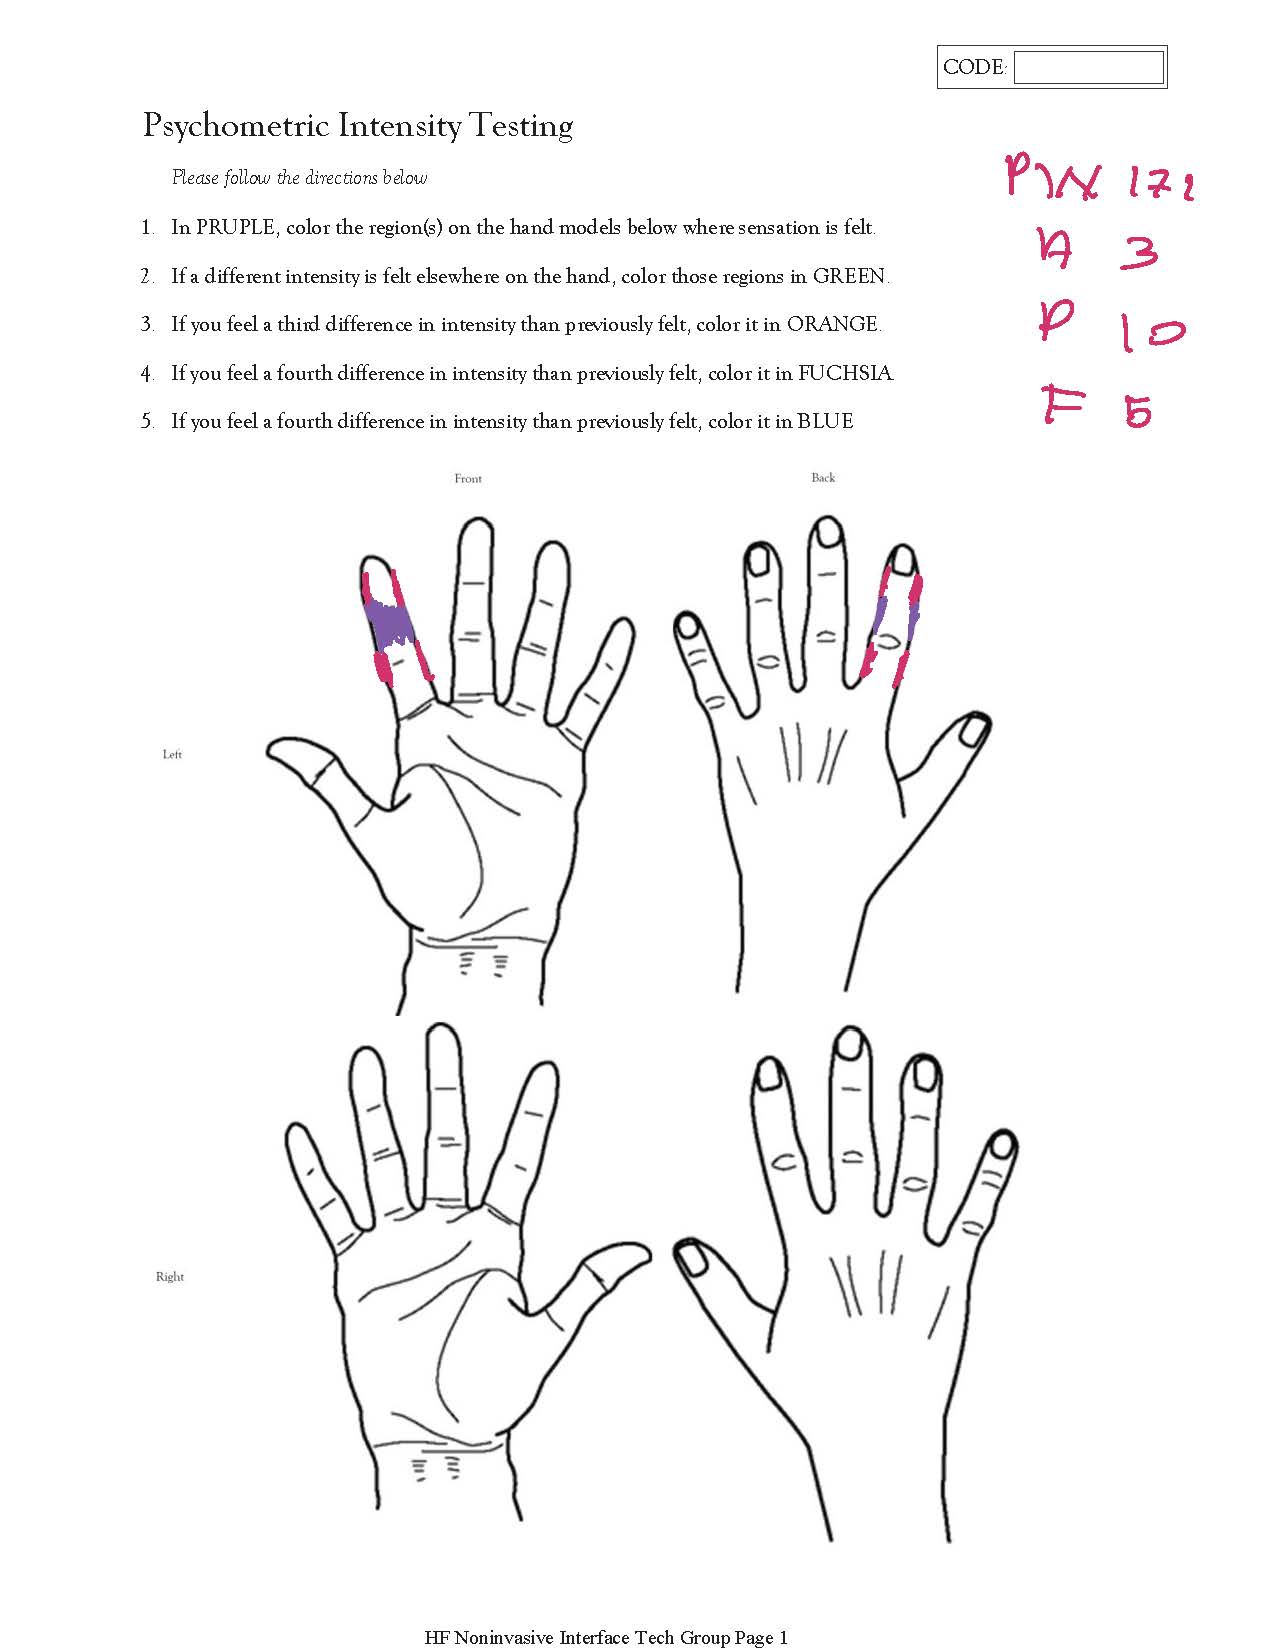 CODE:
Psychometric Intensity Testing
Please follow the directions below
1. In PRUPLE, color the region(s) on the hand models below where sensation is felt.
2. If a different intensity is felt elsewhere on the hand, color those regions in GREEN.
3. If you feel a third difference in intensity than previously felt, color it in ORANGE.
4. If you feel a fourth difference in intensity than previously felt, color it in FUCHSIA.
5. If you feel a fourth difference in intensity than previously felt, color it in BLUE
PW 171
A 3
P 10
F 5
Front
Back
Left
Right
HF Noninvasive Interface Tech Group Page 1